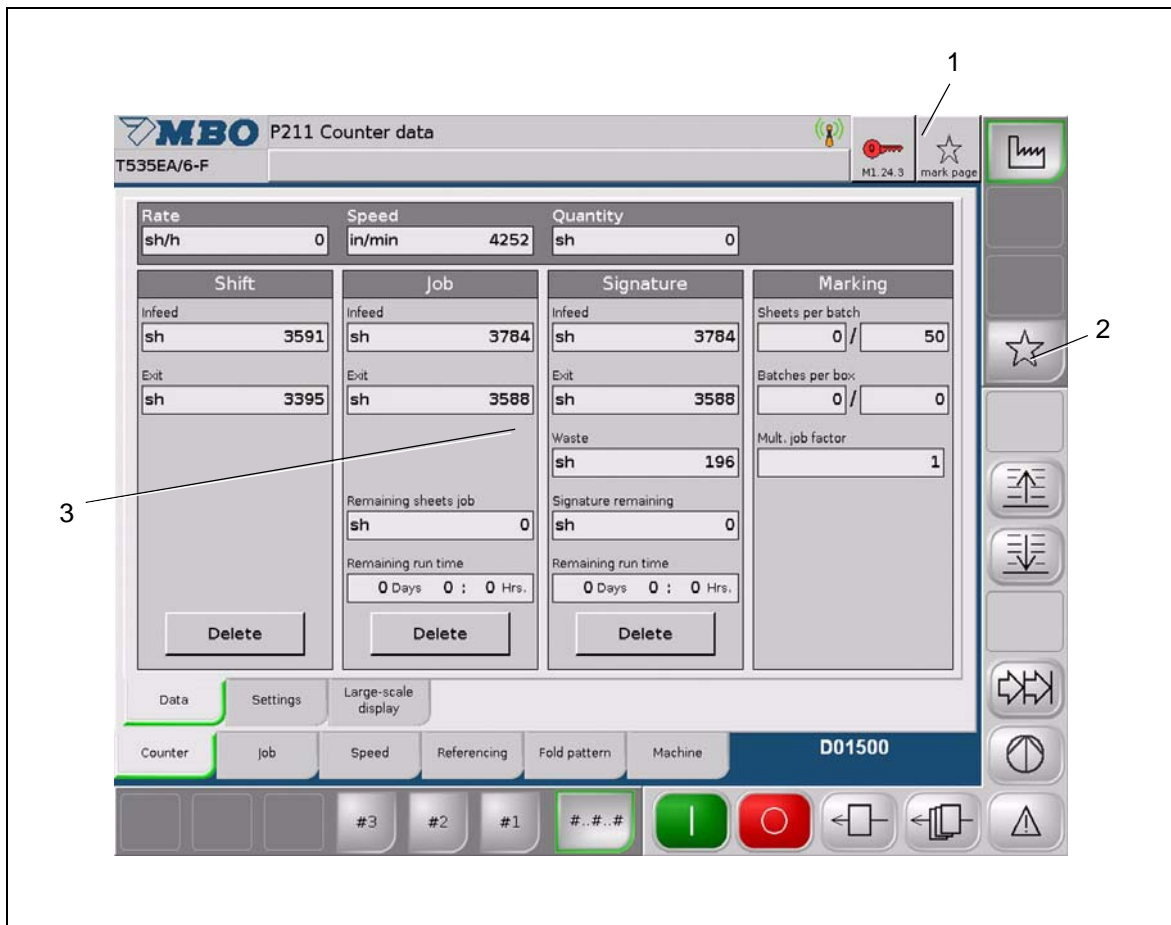 1
MBO P211 Counter data
T535EA/6-F
M1.24.3 mark page
Rate Speed Quantity
sh/h 0 in/min 4252 sh 0
Shift Job Signature Marking
Infeed Infeed Infeed Sheets per batch
sh 3591 sh 3784 sh 3784 0 / 50
2
Exit Exit Exit Batches per box
sh 3395 sh 3588 sh 3588 0 / 0
Waste Mult. job factor
sh 196 1
3
Remaining sheets job Signature remaining
sh 0 sh 0
Remaining run time Remaining run time
0 Days 0 : 0 Hrs. 0 Days 0 : 0 Hrs.
Delete Delete Delete
Data Settings Large-scale
display
Counter Job Speed Referencing Fold pattern Machine D01500
#3 #2 #1 #..#..#